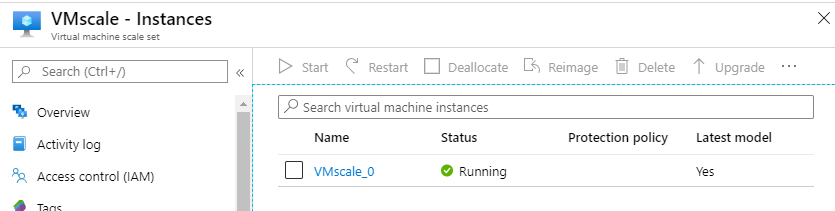 VMscale - Instances
Virtual machine scale set
Search (Ctrl+/)
«
Start Restart Deallocate Reimage Delete Upgrade ...
Overview
Activity log
Access control (IAM)
Tags
Search virtual machine instances
Name Status Protection policy Latest model
VMscale_0 Running Yes